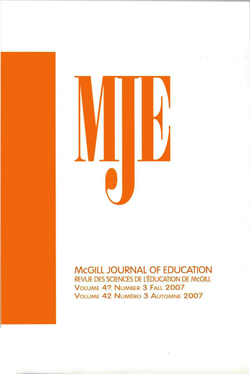 MJE
McGILL JOURNAL OF EDUCATION
REVUE DES SCIENCES DE L'ÉDUCATION DE McGILL
VOLUME 42 NUMBER 3 FALL 2007
VOLUME 42 NUMÉRO 3 AUTOMNE 2007